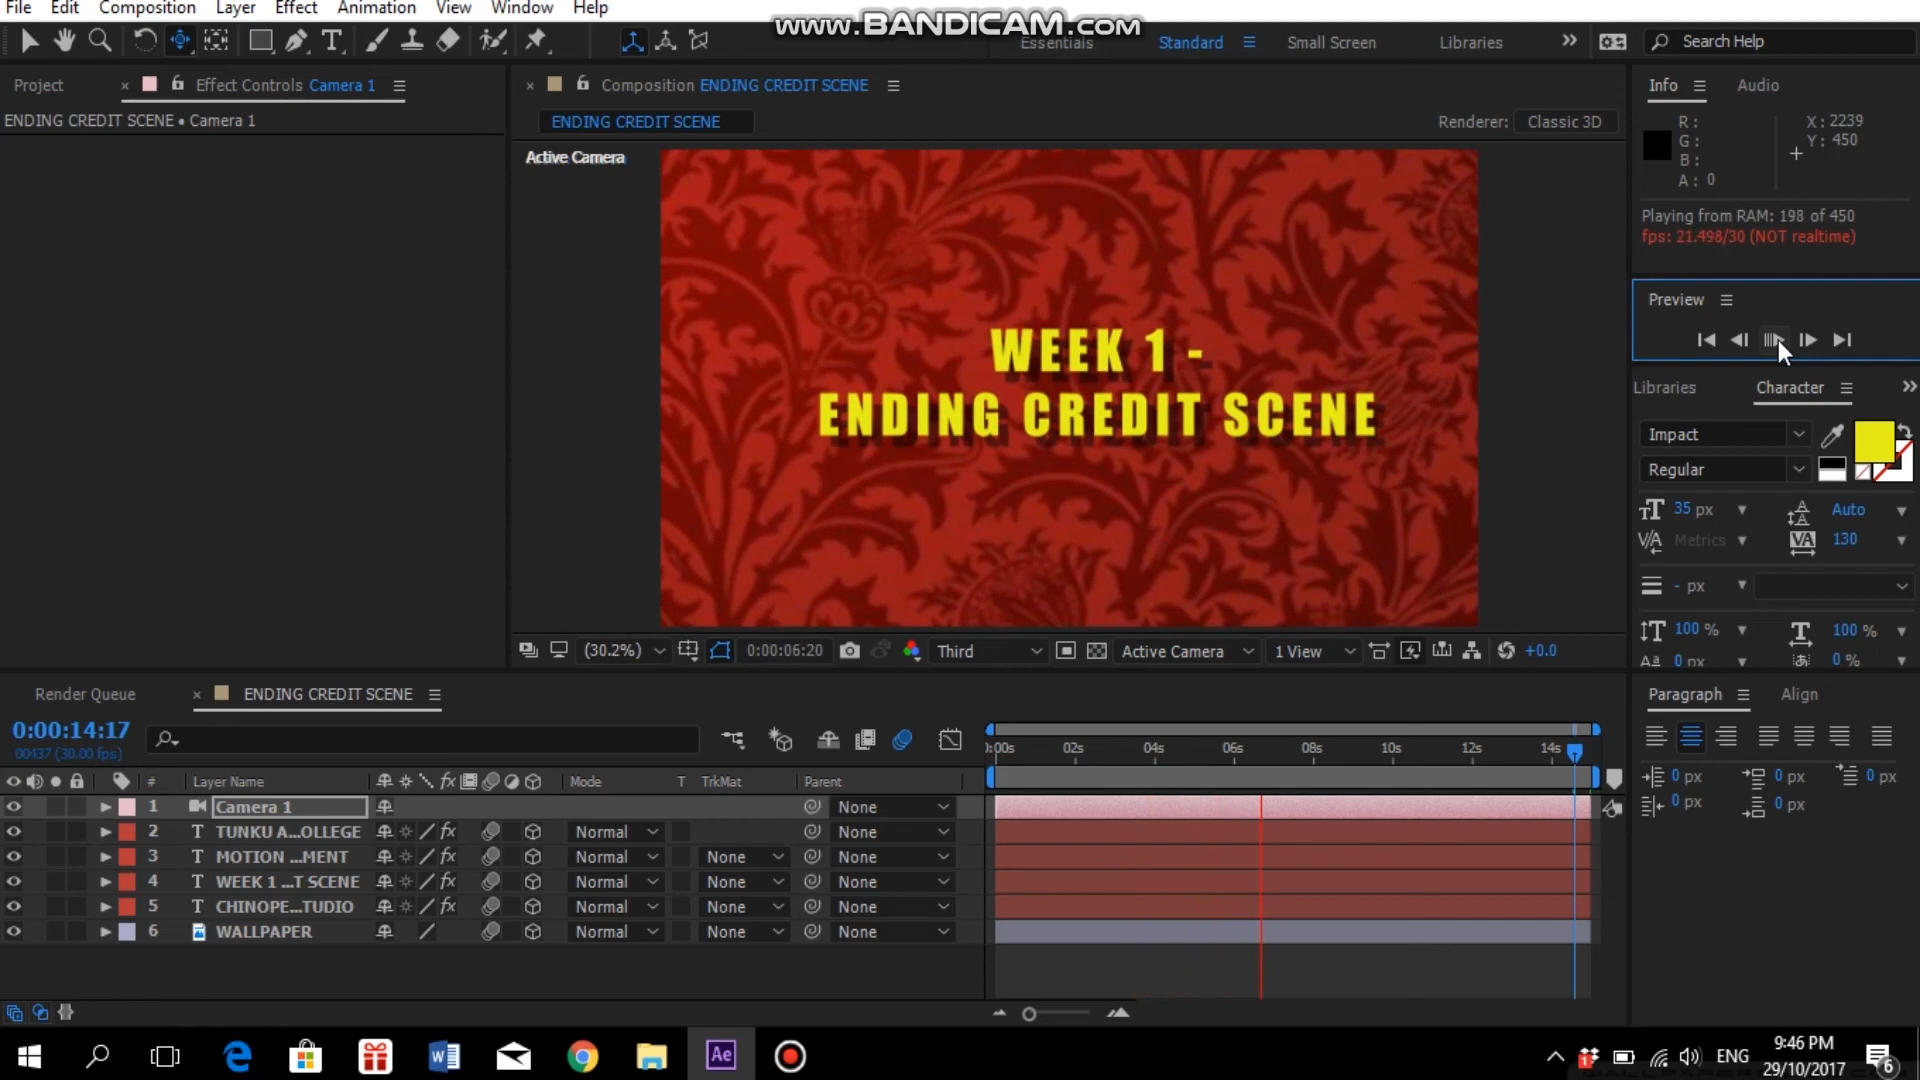 File Edit Composition Layer Effect Animation View Window Help
www.BANDICAM.com
Essentials Standard Small Screen Libraries Search Help
Project Effect Controls Camera 1
ENDING CREDIT SCENE • Camera 1
Composition ENDING CREDIT SCENE
ENDING CREDIT SCENE
Renderer: Classic 3D
Active Camera
WEEK 1 -
ENDING CREDIT SCENE
(30.2%) 0:00:06:20 Third Active Camera 1 View +0.0
Info Audio
R: X: 2239
G: Y: 450
B:
A: 0
Playing from RAM: 198 of 450
fps: 21.498/30 (NOT realtime)
Preview
Libraries Character
Impact
Regular
35 px Auto
Metrics 130
- px
100 % 100 %
0 px 0 %
Paragraph Align
0 px 0 px 0 px
0 px 0 px
Render Queue ENDING CREDIT SCENE
0:00:14:17
00437 (30.00 fps)
):00s 02s 04s 06s 08s 10s 12s 14s
# Layer Name fx Mode T TrkMat Parent
1 Camera 1 None
2 TUNKU A...OLLEGE fx Normal None
3 MOTION ...MENT fx Normal None None
4 WEEK 1 ...T SCENE fx Normal None None
5 CHINOPE...TUDIO fx Normal None None
6 WALLPAPER Normal None None
Ae
ENG
9:46 PM
29/10/2017
6